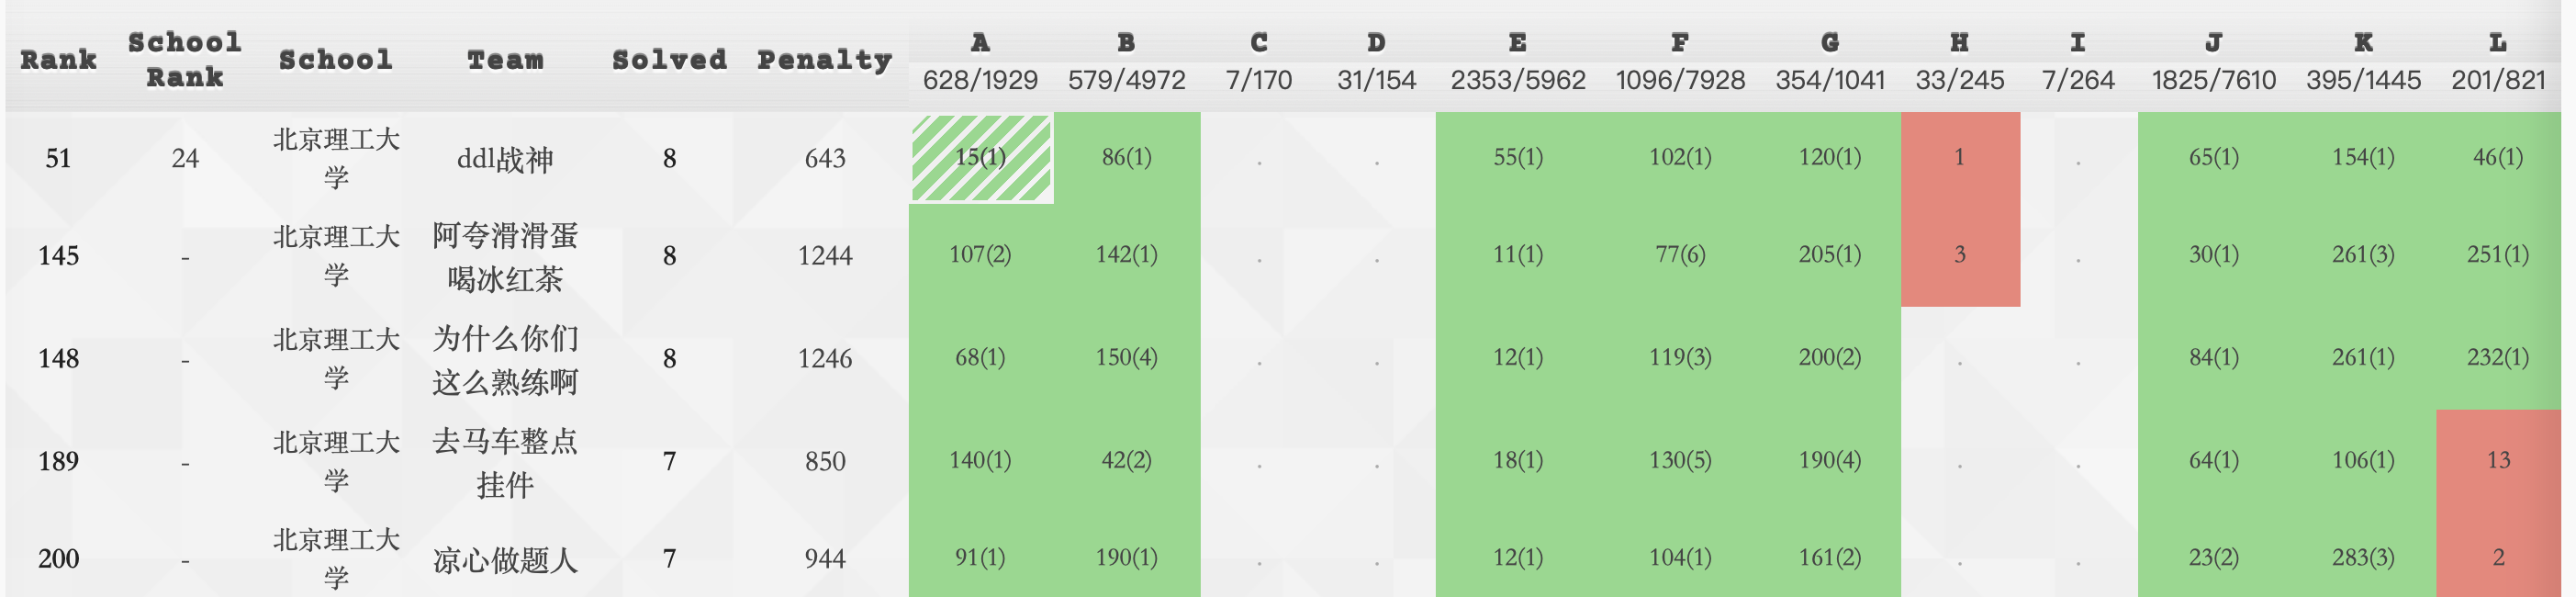 Rank School Rank School Team Solved Penalty A B C D E F G H I J K L
628/1929 579/4972 7/170 31/154 2353/5962 1096/7928 354/1041 33/245 7/264 1825/7610 395/1445 201/821
51 24 北京理工大学 ddl战神 8 643 15(1) 86(1) . . 55(1) 102(1) 120(1) 1 . 65(1) 154(1) 46(1)
145 - 北京理工大学 阿夸滑滑蛋喝冰红茶 8 1244 107(2) 142(1) . . 11(1) 77(6) 205(1) 3 . 30(1) 261(3) 251(1)
148 - 北京理工大学 为什么你们这么熟练啊 8 1246 68(1) 150(4) . . 12(1) 119(3) 200(2) . . 84(1) 261(1) 232(1)
189 - 北京理工大学 去马车整点挂件 7 850 140(1) 42(2) . . 18(1) 130(5) 190(4) . . 64(1) 106(1) 13
200 - 北京理工大学 凉心做题人 7 944 91(1) 190(1) . . 12(1) 104(1) 161(2) . . 23(2) 283(3) 2